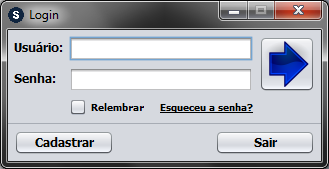 S Login
Usuário:
Senha:
Relembrar Esqueceu a senha?
Cadastrar Sair